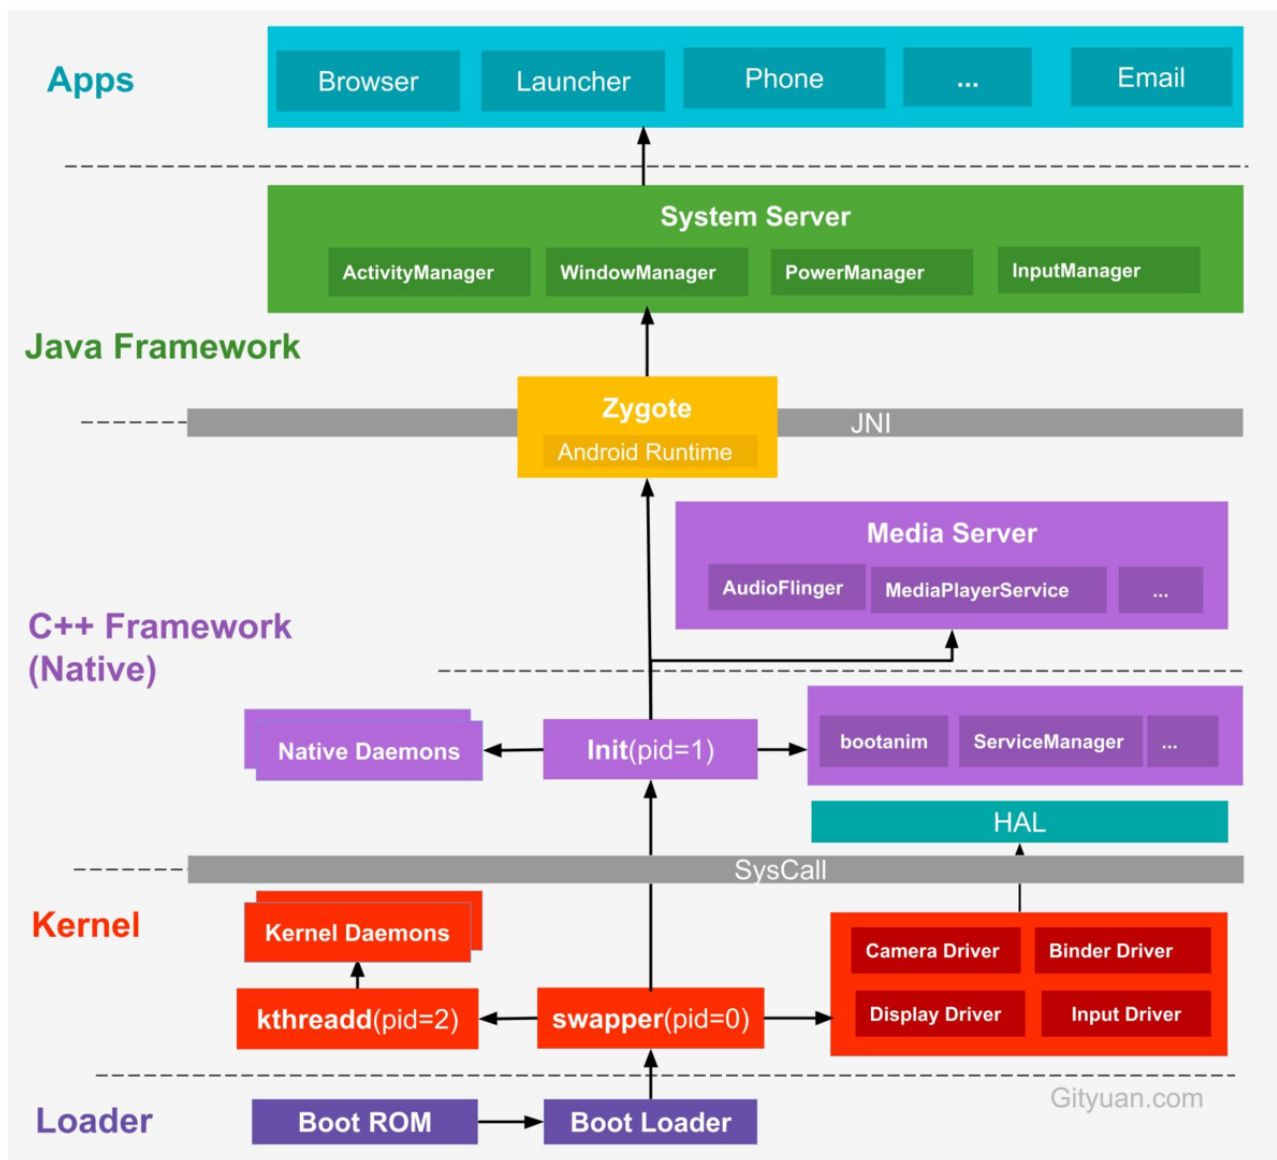 Apps
Browser
Launcher
Phone
...
Email
System Server
ActivityManager
WindowManager
PowerManager
InputManager
Java Framework
Zygote
Android Runtime
JNI
Media Server
AudioFlinger
MediaPlayerService
...
C++ Framework
(Native)
Native Daemons
Init(pid=1)
bootanim
ServiceManager
...
HAL
SysCall
Kernel
Kernel Daemons
Camera Driver
Binder Driver
kthreadd(pid=2)
swapper(pid=0)
Display Driver
Input Driver
Gityuan.com
Loader
Boot ROM
Boot Loader